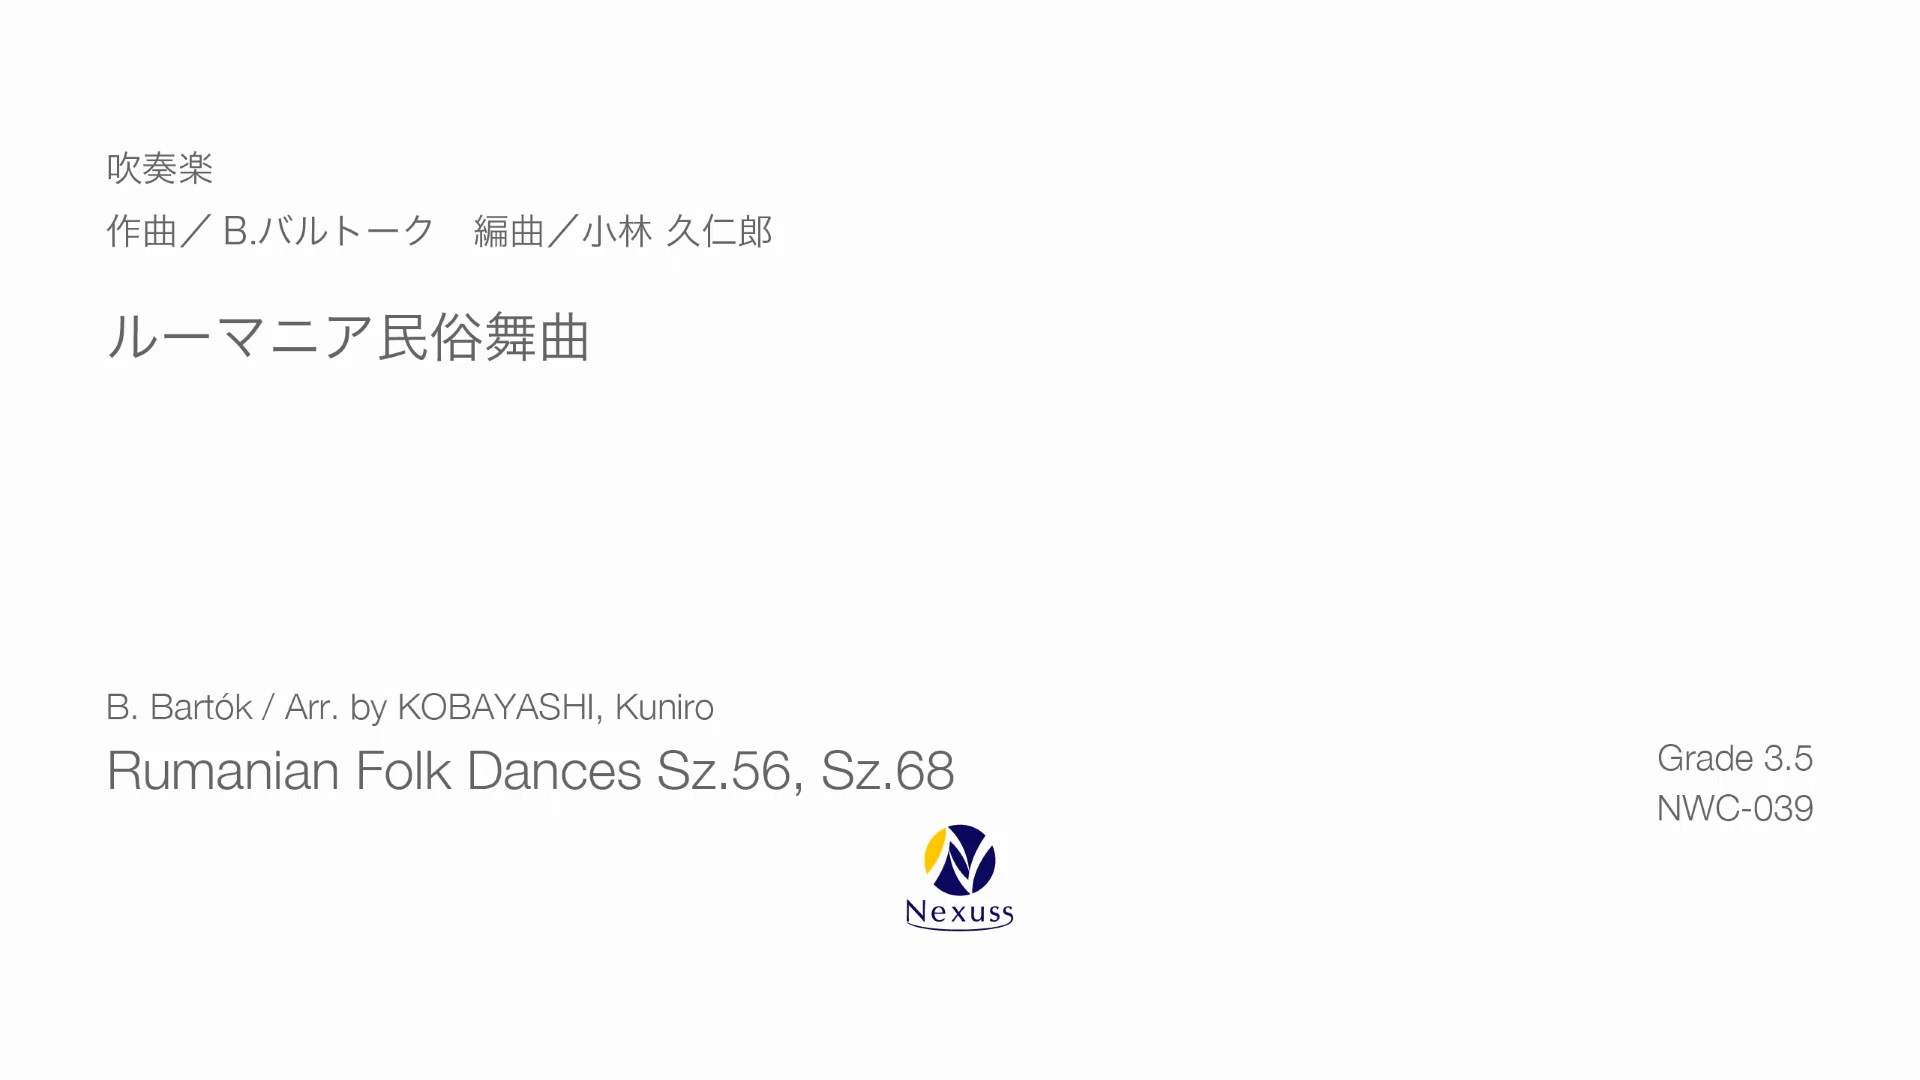 吹奏楽
作曲／B.バルトーク　編曲／小林 久仁郎
ルーマニア民俗舞曲
B. Bartók / Arr. by KOBAYASHI, Kuniro
Rumanian Folk Dances Sz.56, Sz.68
Grade 3.5
NWC-039
Nexuss